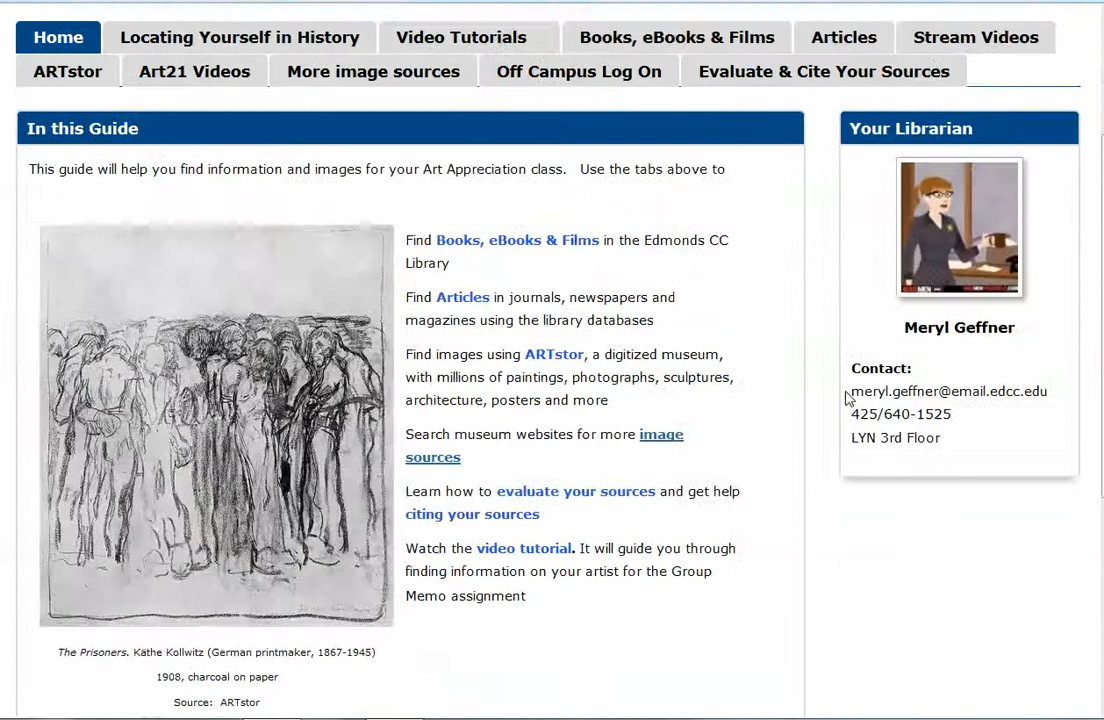 Home
Locating Yourself in History
Video Tutorials
Books, eBooks & Films
Articles
Stream Videos
ARTstor
Art21 Videos
More image sources
Off Campus Log On
Evaluate & Cite Your Sources
In this Guide
This guide will help you find information and images for your Art Appreciation class. Use the tabs above to
Find Books, eBooks & Films in the Edmonds CC
Library
Find Articles in journals, newspapers and
magazines using the library databases
Find images using ARTstor, a digitized museum,
with millions of paintings, photographs, sculptures,
architecture, posters and more
Search museum websites for more image
sources
Learn how to evaluate your sources and get help
citing your sources
Watch the video tutorial. It will guide you through
finding information on your artist for the Group
Memo assignment
The Prisoners. Käthe Kollwitz (German printmaker, 1867-1945)
1908, charcoal on paper
Source: ARTstor
Your Librarian
Meryl Geffner
Contact:
meryl.geffner@email.edcc.edu
425/640-1525
LYN 3rd Floor